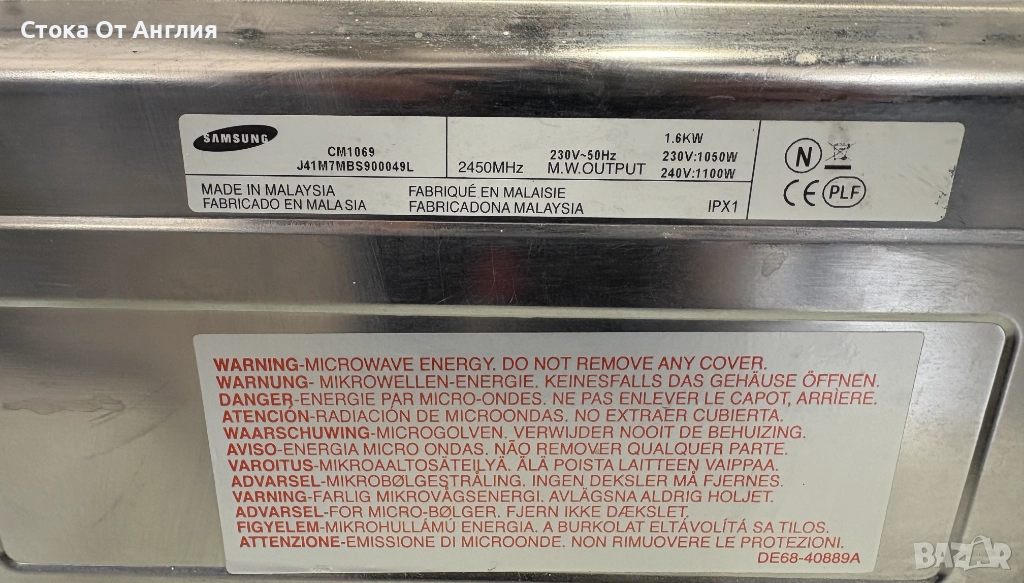 Стока От Англия
SAMSUNG
CM1069
J41M7MBS900049L
2450MHz
230V~50Hz
M.W.OUTPUT
1.6KW
230V:1050W
240V:1100W
MADE IN MALAYSIA
FABRICADO EN MALASIA
FABRIQUÉ EN MALAISIE
FABRICADONA MALAYSIA
IPX1
N
CE PLF
WARNING-MICROWAVE ENERGY. DO NOT REMOVE ANY COVER.
WARNUNG- MIKROWELLEN-ENERGIE. KEINESFALLS DAS GEHÄUSE ÖFFNEN.
DANGER-ENERGIE PAR MICRO-ONDES. NE PAS ENLEVER LE CAPOT, ARRÌERE.
ATENCIÓN-RADIACIÓN DE MICROONDAS. NO EXTRAER CUBIERTA.
WAARSCHUWING-MICROGOLVEN. VERWIJDER NOOIT DE BEHUIZING.
AVISO-ENERGIA MICRO ONDAS. NÃO REMOVER QUALQUER PARTE.
VAROITUS-MIKROAALTOSÄTEILYÄ. ÄLÄ POISTA LAITTEEN VAIPPAA.
ADVARSEL-MIKROBØLGESTRÅLING. INGEN DEKSLER MÅ FJERNES.
VARNING-FARLIG MIKROVÅGSENERGI. AVLÄGSNA ALDRIG HOLJET.
ADVARSEL-FOR MICRO-BØLGER. FJERN IKKE DÆKSLET.
FIGYELEM-MIKROHULLÁMÚ ENERGIA. A BURKOLAT ELTÁVOLÍTÁ SA TILOS.
ATTENZIONE-EMISSIONE DI MICROONDE. NON RIMUOVERE LE PROTEZIONI.
DE68-40889A
BAZAR